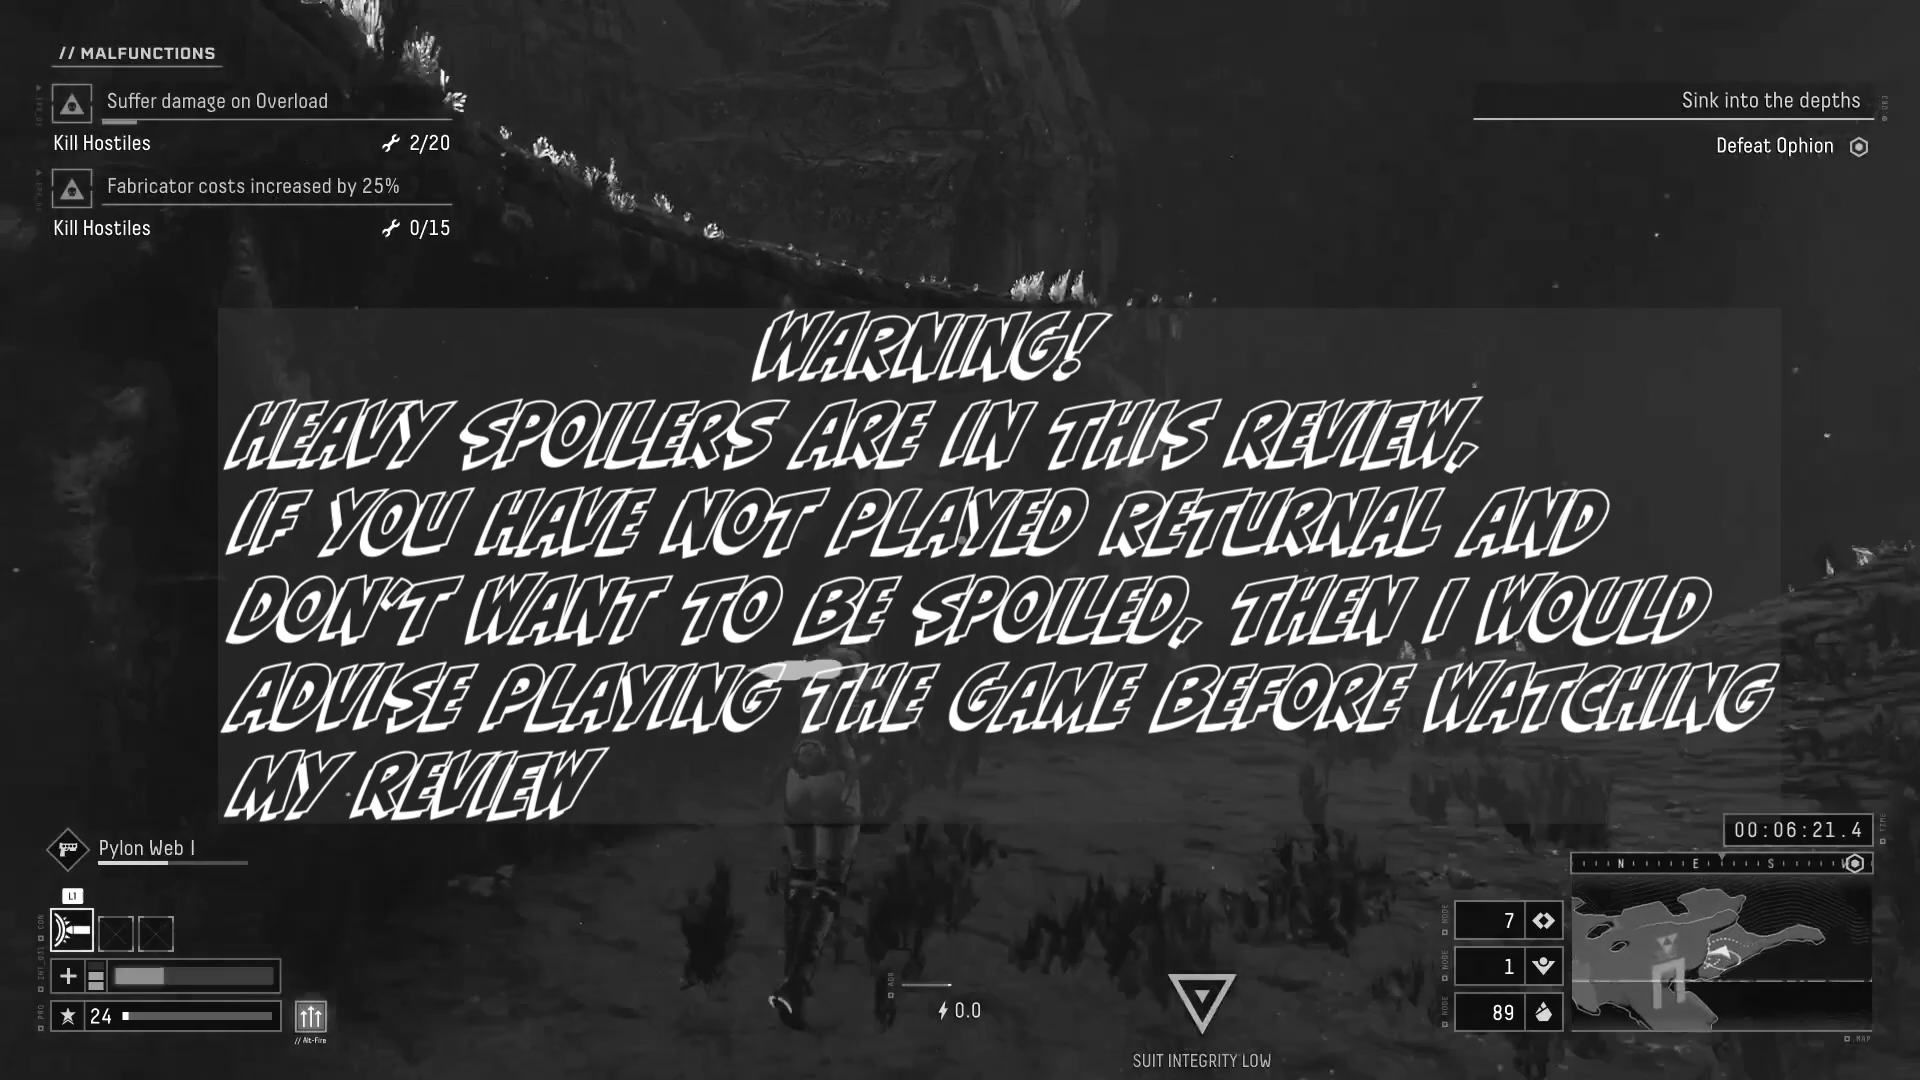 // MALFUNCTIONS
Suffer damage on Overload
Kill Hostiles 2/20
Fabricator costs increased by 25%
Kill Hostiles 0/15
Sink into the depths
Defeat Ophion
WARNING!
HEAVY SPOILERS ARE IN THIS REVIEW,
IF YOU HAVE NOT PLAYED RETURNAL AND
DON'T WANT TO BE SPOILED, THEN I WOULD
ADVISE PLAYING THE GAME BEFORE WATCHING
MY REVIEW
Pylon Web I
L1
24
// Alt-Fire
0.0
SUIT INTEGRITY LOW
00:06:21.4
N E S W
7
1
89